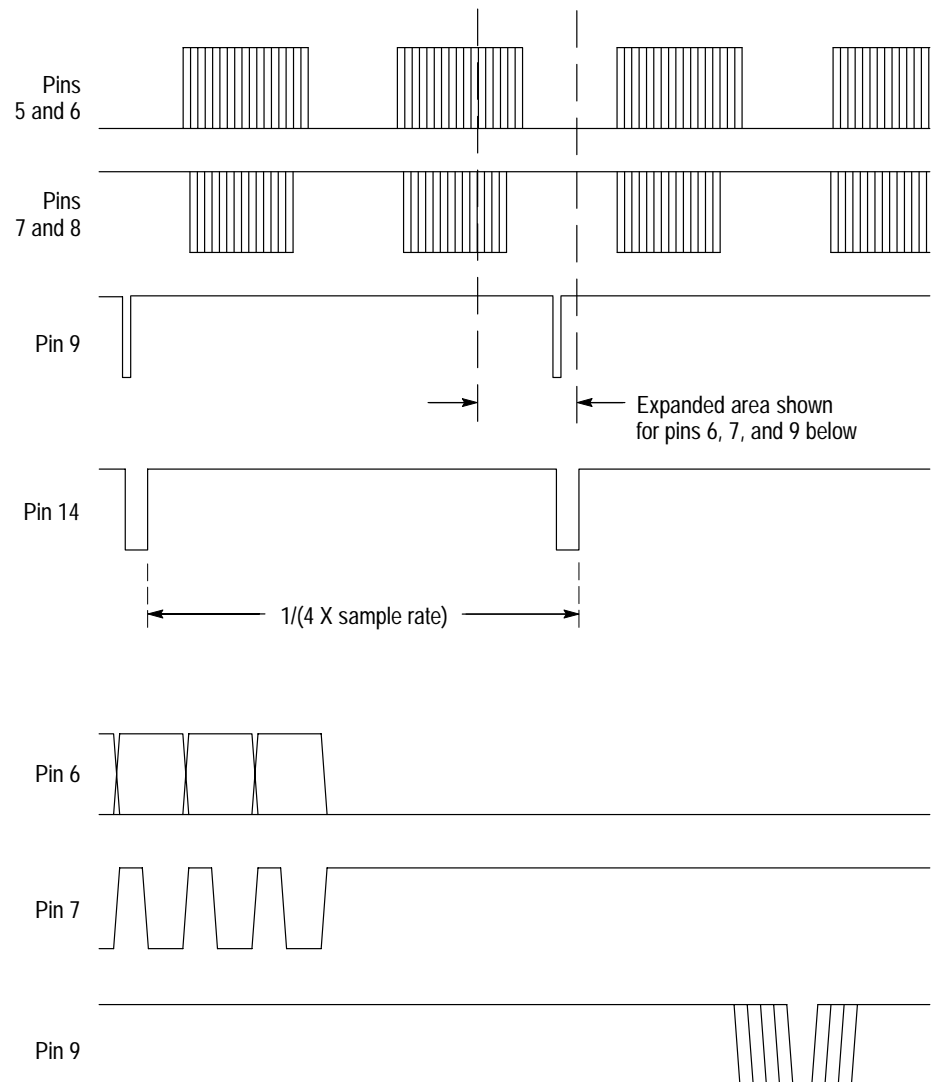 Pins
5 and 6
Pins
7 and 8
Pin 9
Expanded area shown
for pins 6, 7, and 9 below
Pin 14
1/(4 X sample rate)
Pin 6
Pin 7
Pin 9